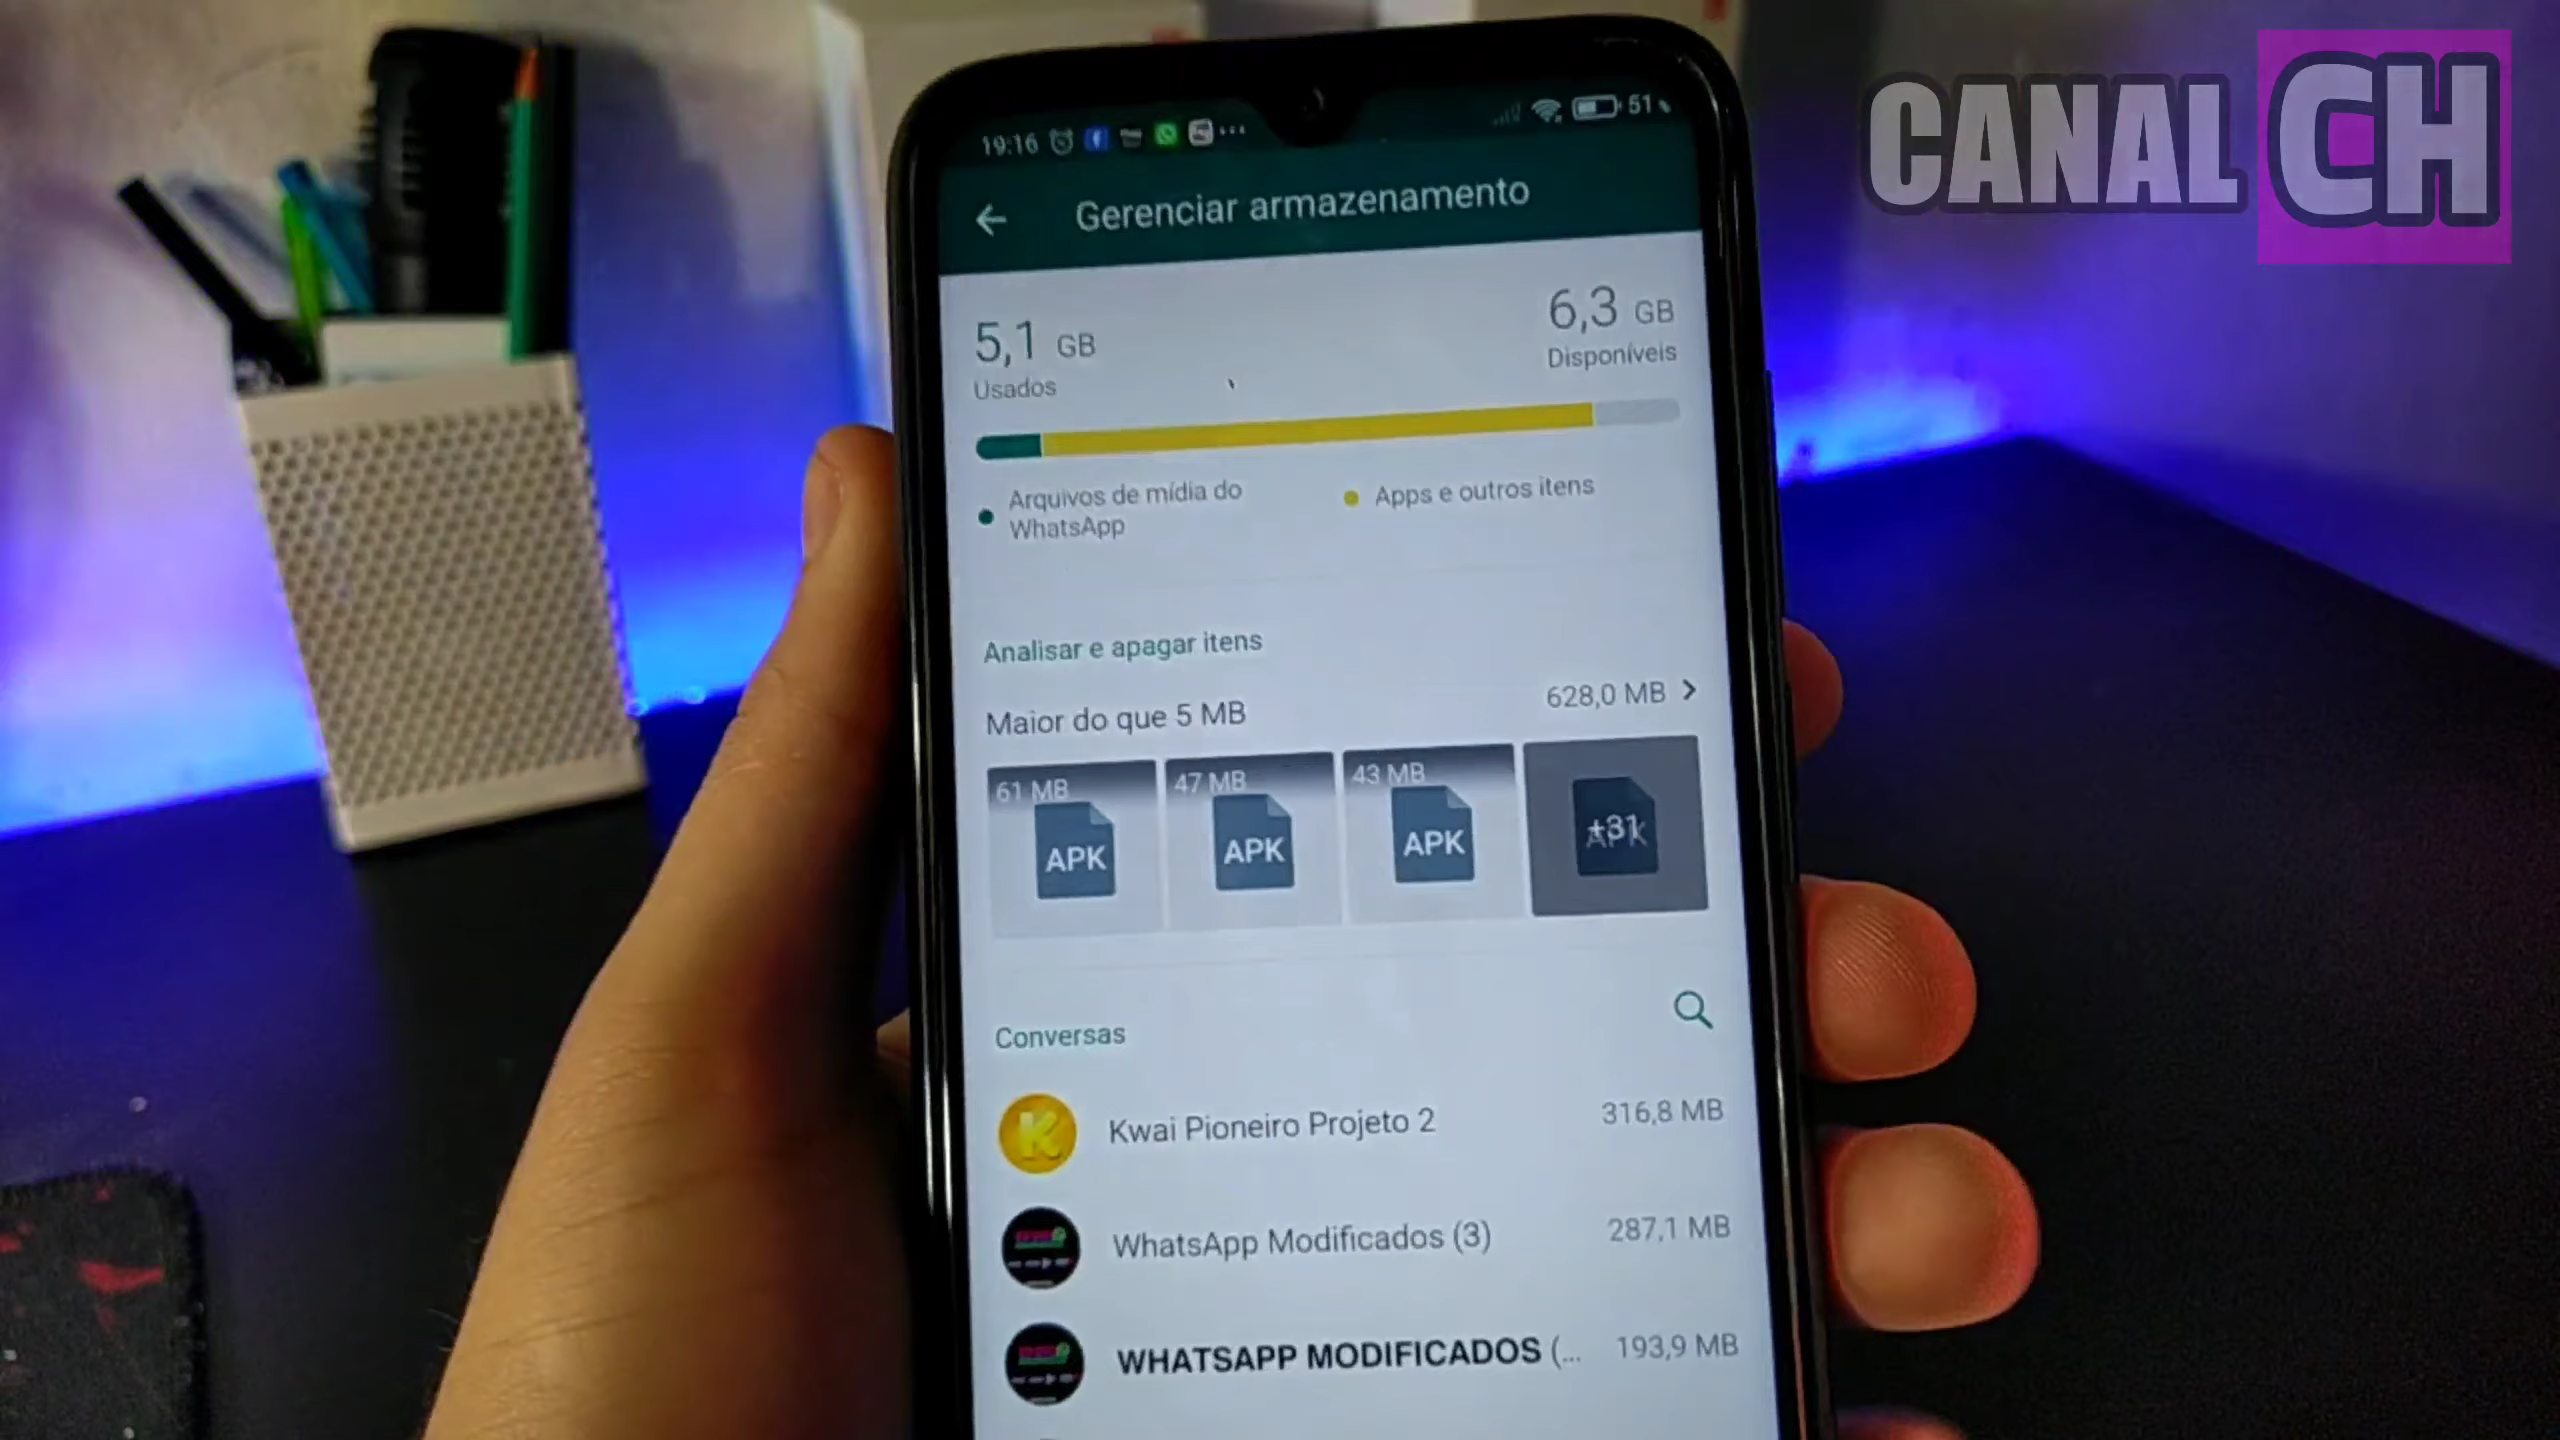 CANAL CH
19:16
51
Gerenciar armazenamento
5,1 GB
Usados
6,3 GB
Disponíveis
Arquivos de mídia do
WhatsApp
Apps e outros itens
Analisar e apagar itens
Maior do que 5 MB
628,0 MB
61 MB
47 MB
43 MB
APK
APK
APK
+31
APK
Conversas
Kwai Pioneiro Projeto 2
316,8 MB
WhatsApp Modificados (3)
287,1 MB
WHATSAPP MODIFICADOS (...
193,9 MB